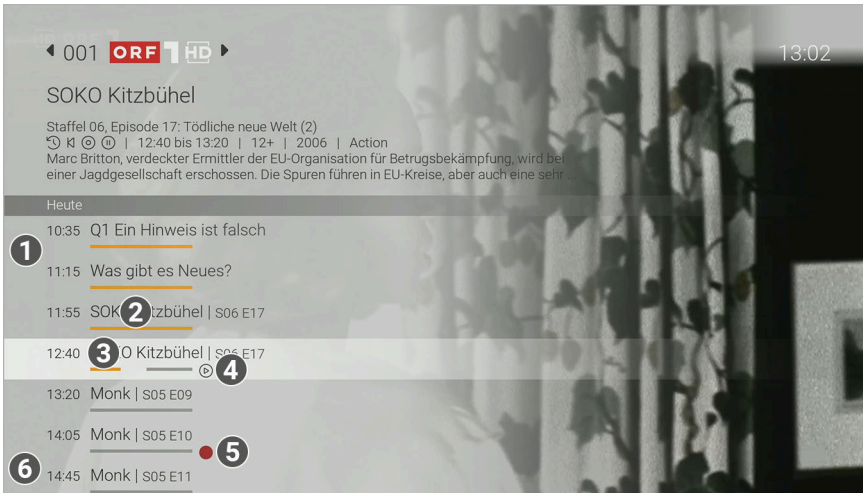 001 ORF 1 HD
13:02
SOKO Kitzbühel
Staffel 06, Episode 17: Tödliche neue Welt (2)
| 12:40 bis 13:20 | 12+ | 2006 | Action
Marc Britton, verdeckter Ermittler der EU-Organisation für Betrugsbekämpfung, wird bei
einer Jagdgesellschaft erschossen. Die Spuren führen in EU-Kreise, aber auch eine sehr ...
Heute
10:35 Q1 Ein Hinweis ist falsch
1
11:15 Was gibt es Neues?
11:55 SOK 2 tzbühel | S06 E17
12:40 3 O Kitzbühel | S06 E17
4
13:20 Monk | S05 E09
14:05 Monk | S05 E10
5
6
14:45 Monk | S05 E11